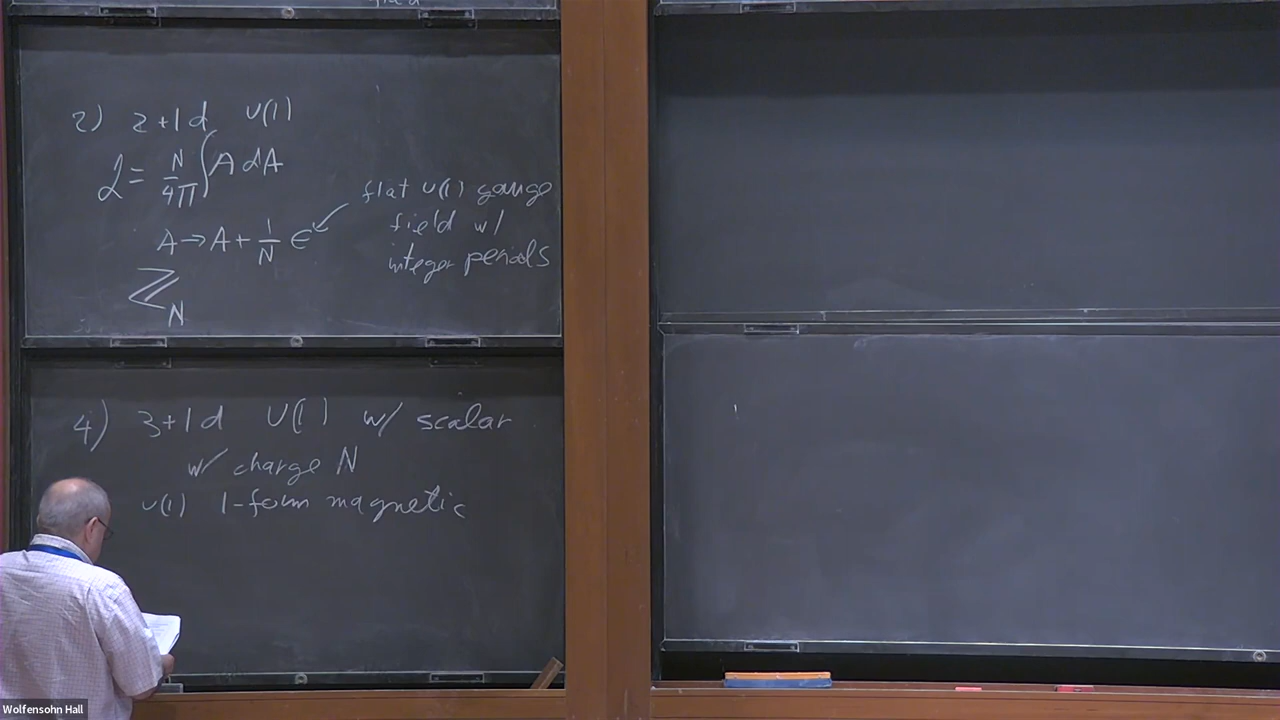 2) 2+1d U(1)
L = N/4π ∫ A dA
A → A + 1/N ϵ
flat U(1) gauge
field w/
integer periods
ℤ_N
4) 3+1d U(1) w/ scalar
w/ charge N
U(1) 1-form magnetic
Wolfensohn Hall